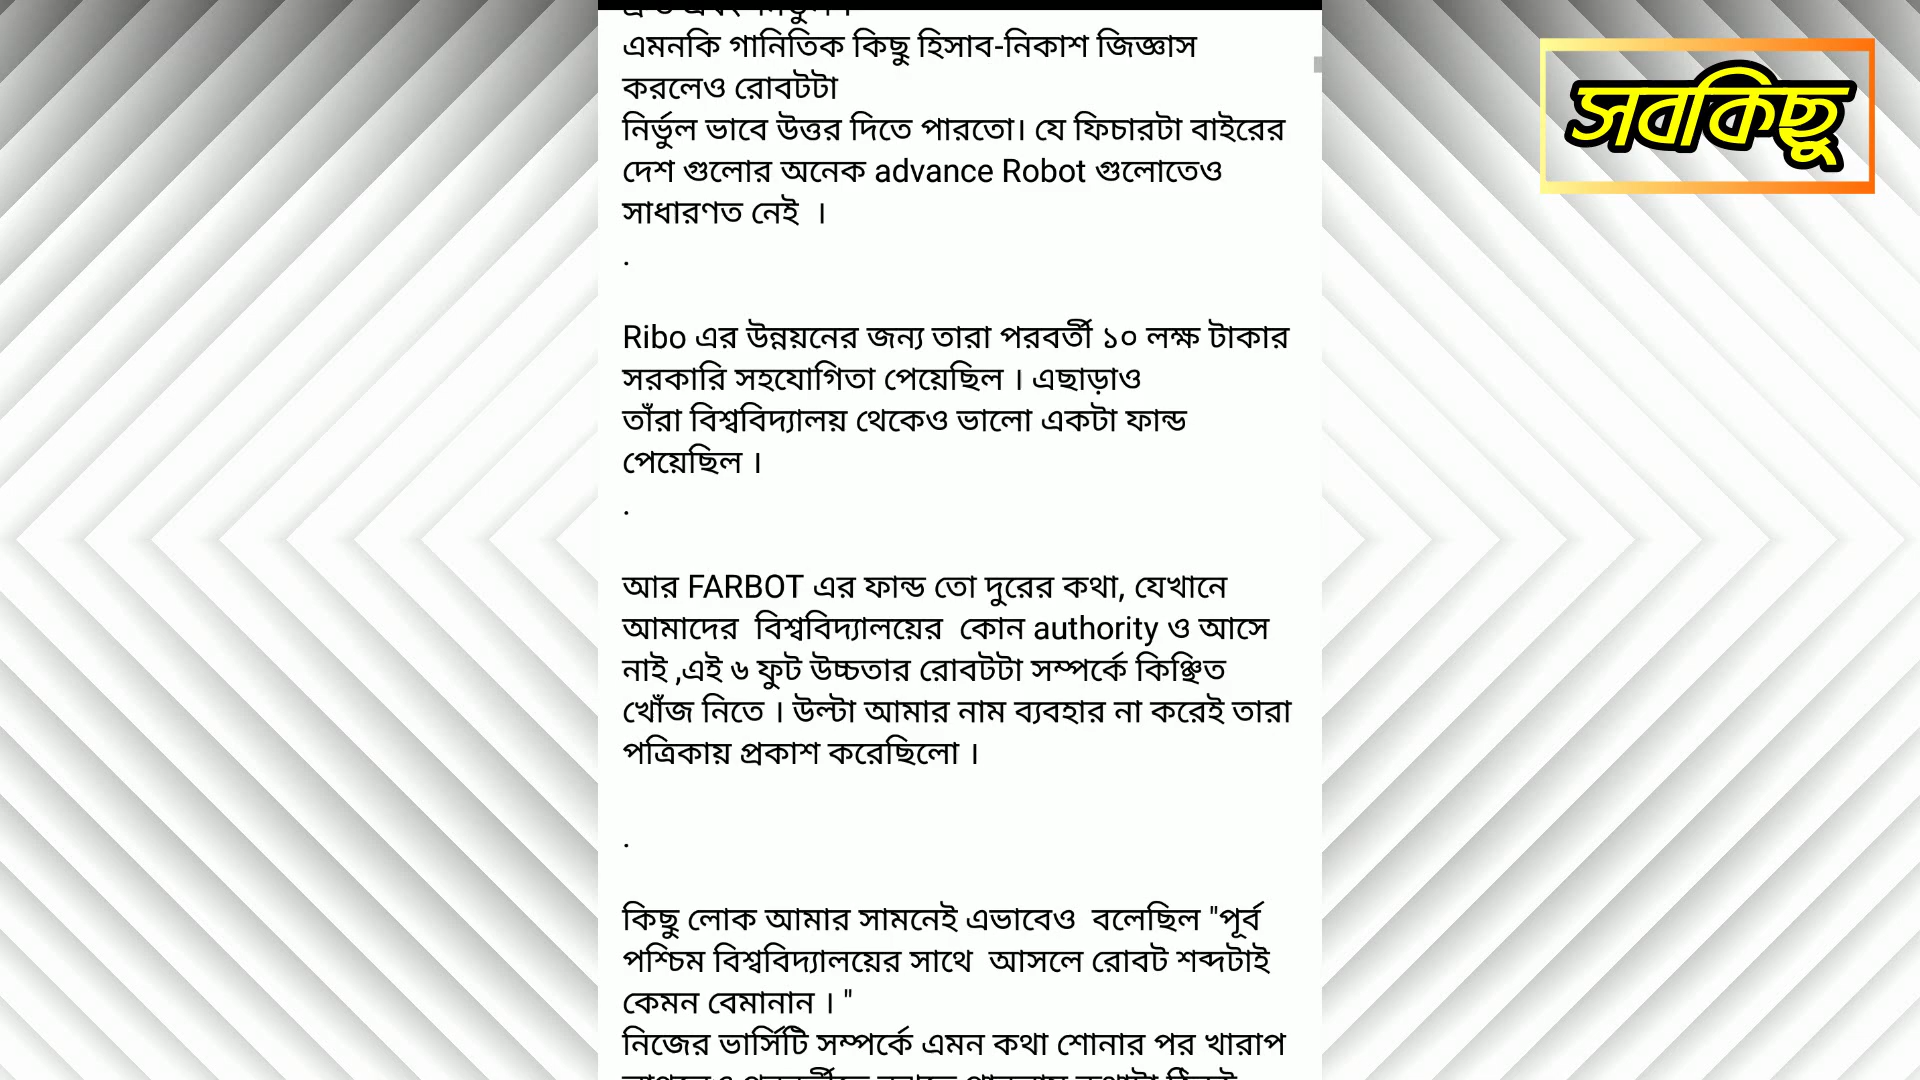 এমনকি গানিতিক কিছু হিসাব-নিকাশ জিজ্ঞাস
করলেও রোবটটা
নির্ভুল ভাবে উত্তর দিতে পারতো। যে ফিচারটা বাইরের
দেশ গুলোর অনেক advance Robot গুলোতেও
সাধারণত নেই ।
.
Ribo এর উন্নয়নের জন্য তারা পরবর্তী ১০ লক্ষ টাকার
সরকারি সহযোগিতা পেয়েছিল । এছাড়াও
তাঁরা বিশ্ববিদ্যালয় থেকেও ভালো একটা ফান্ড
পেয়েছিল ।
.
আর FARBOT এর ফান্ড তো দুরের কথা, যেখানে
আমাদের বিশ্ববিদ্যালয়ের কোন authority ও আসে
নাই ,এই ৬ ফুট উচ্চতার রোবটটা সম্পর্কে কিঞ্চিত
খোঁজ নিতে । উল্টা আমার নাম ব্যবহার না করেই তারা
পত্রিকায় প্রকাশ করেছিলো ।
.
কিছু লোক আমার সামনেই এভাবেও বলেছিল "পূর্ব
পশ্চিম বিশ্ববিদ্যালয়ের সাথে আসলে রোবট শব্দটাই
কেমন বেমানান । "
নিজের ভার্সিটি সম্পর্কে এমন কথা শোনার পর খারাপ
সবকিছু